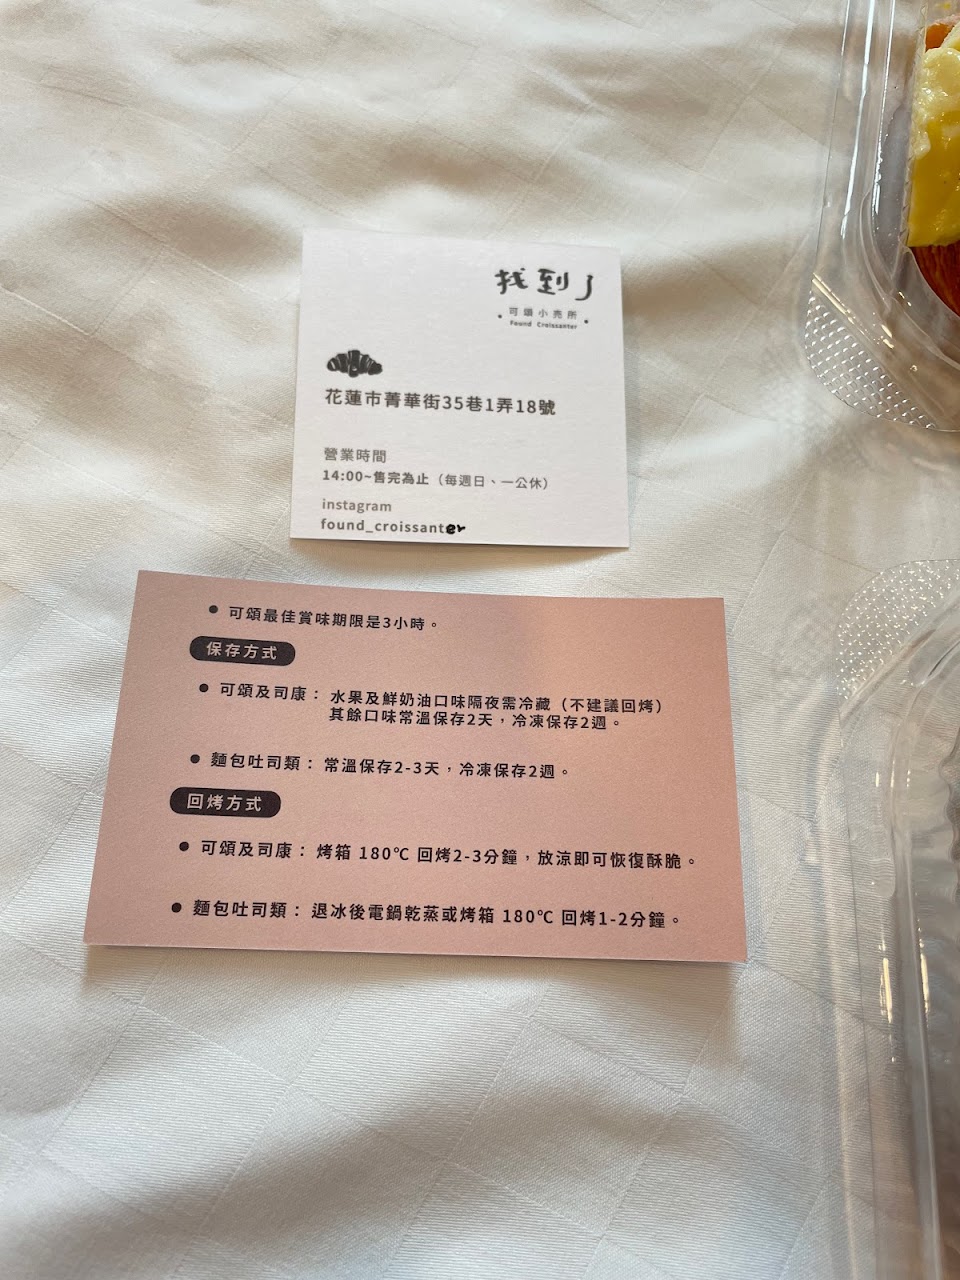 找到了
可頌小売所
Found Croissanter
花蓮市菁華街35巷1弄18號
營業時間
14:00~售完為止（每週日、一公休）
instagram
found_croissanter
● 可頌最佳賞味期限是3小時。
保存方式
● 可頌及司康： 水果及鮮奶油口味隔夜需冷藏（不建議回烤）
其餘口味常溫保存2天，冷凍保存2週。
● 麵包吐司類： 常溫保存2-3天，冷凍保存2週。
回烤方式
● 可頌及司康： 烤箱 180℃ 回烤2-3分鐘，放涼即可恢復酥脆。
● 麵包吐司類： 退冰後電鍋乾蒸或烤箱 180℃ 回烤1-2分鐘。